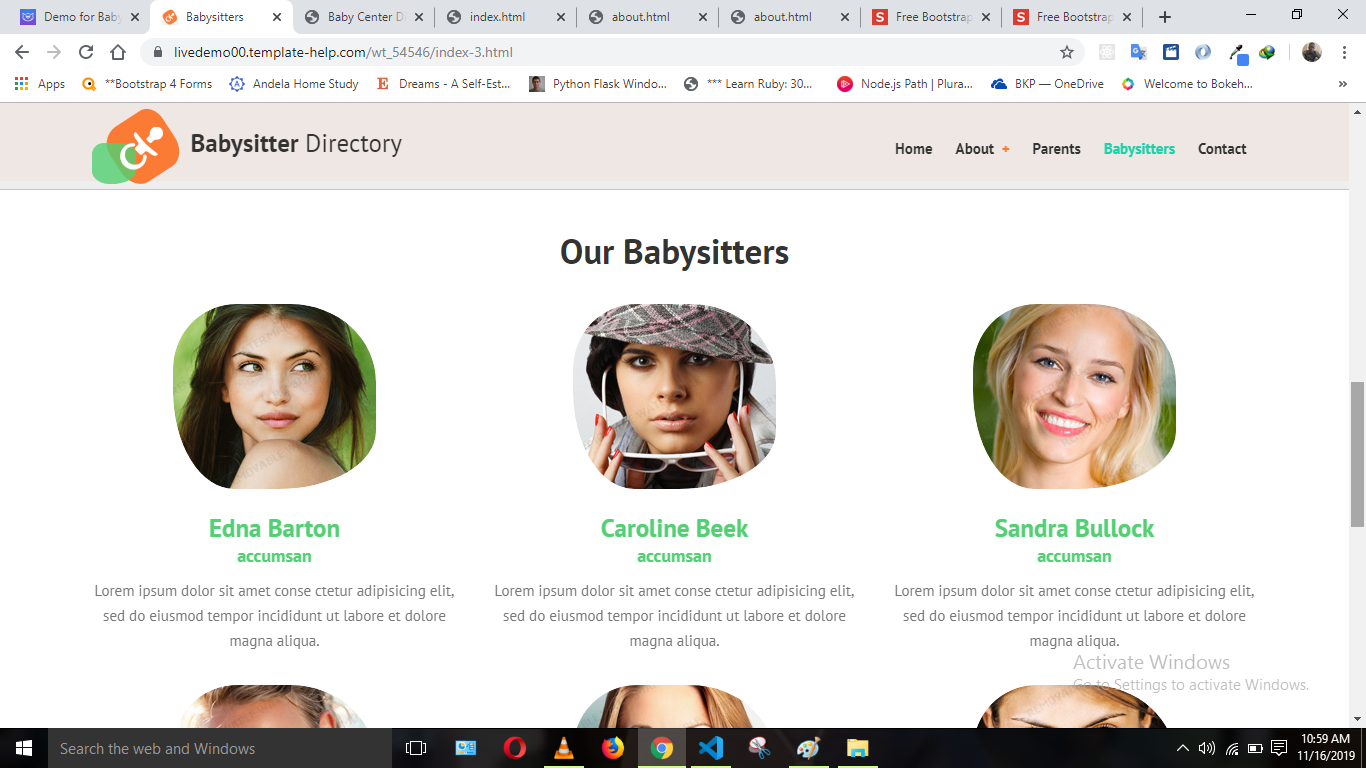 Demo for Bab
Babysitters
Baby Center D
index.html
about.html
about.html
Free Bootstrap
Free Bootstrap
livedemo00.template-help.com/wt_54546/index-3.html
Apps
**Bootstrap 4 Forms
Andela Home Study
Dreams - A Self-Est...
Python Flask Windo...
*** Learn Ruby: 30...
Node.js Path | Plura...
BKP — OneDrive
Welcome to Bokeh...
»
Babysitter Directory
Home
About +
Parents
Babysitters
Contact
Our Babysitters
Edna Barton
accumsan
Lorem ipsum dolor sit amet conse ctetur adipisicing elit,
sed do eiusmod tempor incididunt ut labore et dolore
magna aliqua.
Caroline Beek
accumsan
Lorem ipsum dolor sit amet conse ctetur adipisicing elit,
sed do eiusmod tempor incididunt ut labore et dolore
magna aliqua.
Sandra Bullock
accumsan
Lorem ipsum dolor sit amet conse ctetur adipisicing elit,
sed do eiusmod tempor incididunt ut labore et dolore
magna aliqua.
Activate Windows
Go to Settings to activate Windows.
Search the web and Windows
10:59 AM
11/16/2019